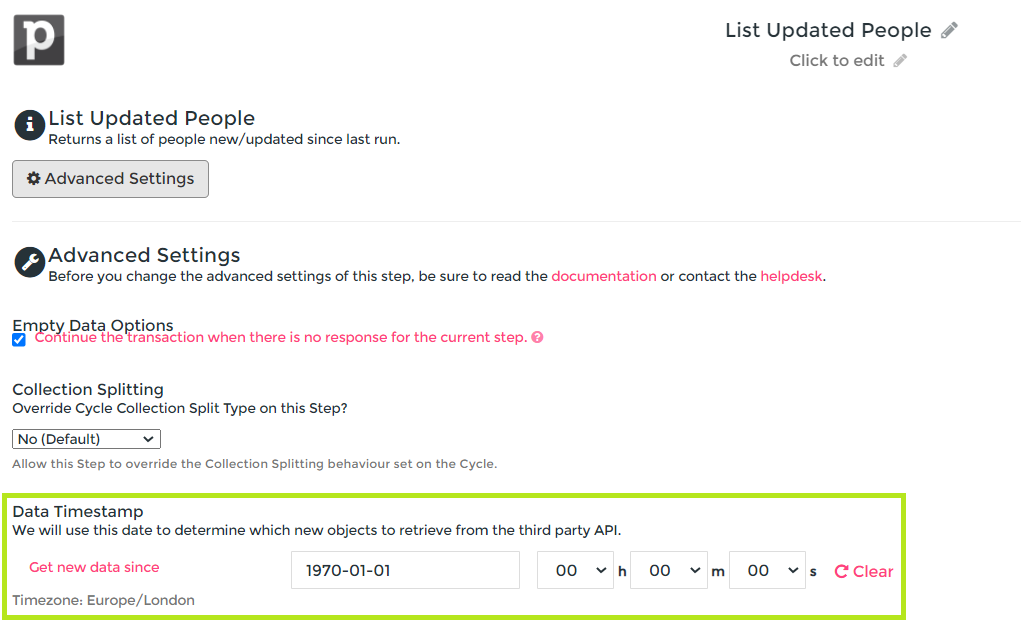 p
List Updated People
Click to edit
List Updated People
Returns a list of people new/updated since last run.
Advanced Settings
Advanced Settings
Before you change the advanced settings of this step, be sure to read the documentation or contact the helpdesk.
Empty Data Options
Continue the transaction when there is no response for the current step.
Collection Splitting
Override Cycle Collection Split Type on this Step?
No (Default)
Allow this Step to override the Collection Splitting behaviour set on the Cycle.
Data Timestamp
We will use this date to determine which new objects to retrieve from the third party API.
Get new data since 1970-01-01 00 h 00 m 00 s Clear
Timezone: Europe/London